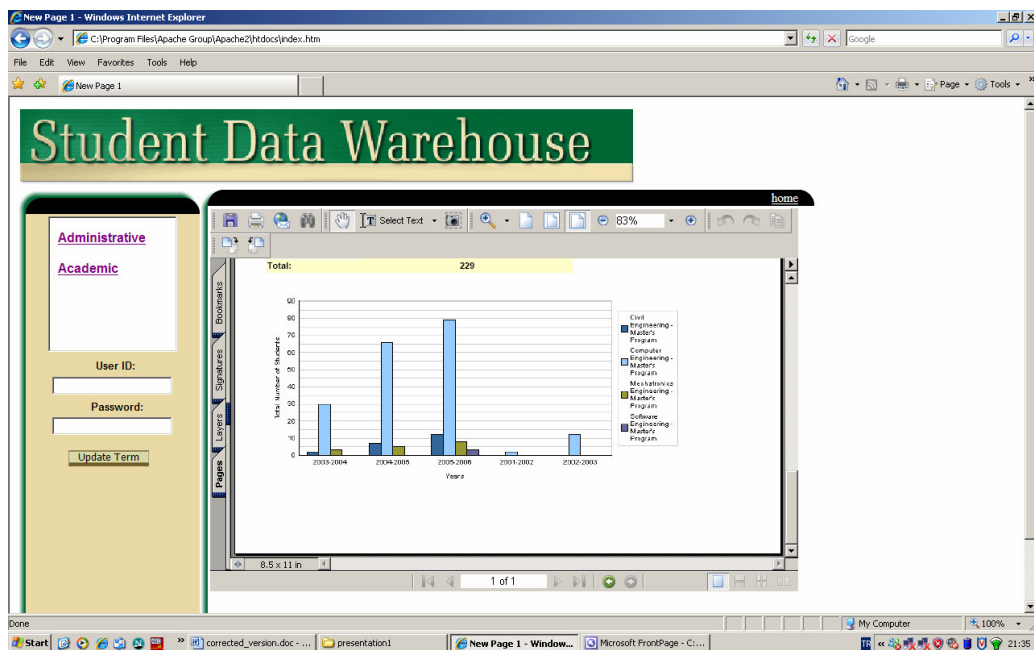 New Page 1 - Windows Internet Explorer
C:\Program Files\Apache Group\Apache2\htdocs\index.htm
Google
File Edit View Favorites Tools Help
New Page 1
Page Tools
Student Data Warehouse
home
Administrative
Academic
User ID:
Password:
Update Term
Select Text
83%
Bookmarks
Signatures
Layers
Pages
Total: 229
90
80
70
60
50
40
30
20
10
0
Total Number of Students
2003-2004 2004-2005 2005-2006 2001-2002 2002-2003
Years
Civil
Engineering -
Master's
Program
Computer
Engineering -
Master's
Program
Mechatronics
Engineering -
Master's
Program
Software
Engineering -
Master's
Program
8.5 x 11 in
1 of 1
Done
My Computer
100%
Start
corrected_version.doc - ...
presentation1
New Page 1 - Window...
Microsoft FrontPage - C:...
TR
21:35